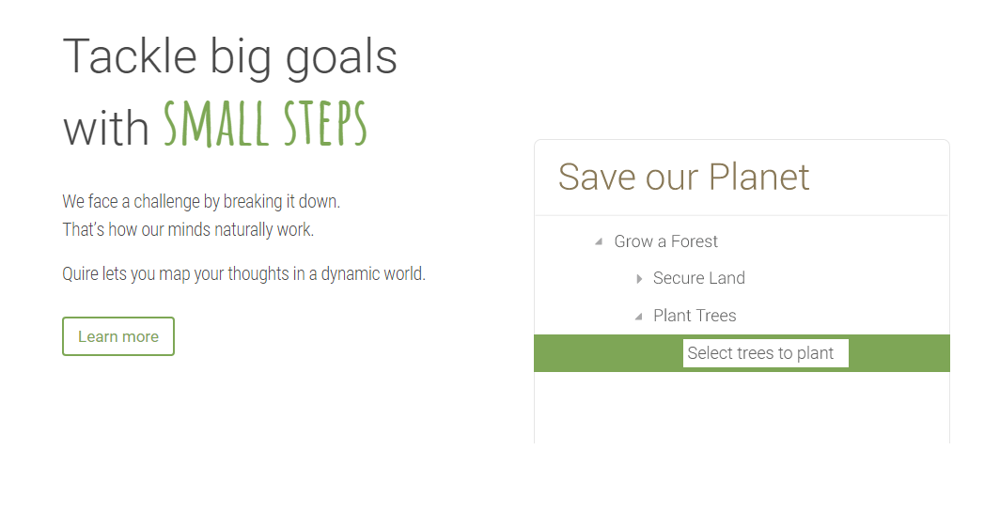 Tackle big goals
with SMALL STEPS
We face a challenge by breaking it down.
That's how our minds naturally work.
Quire lets you map your thoughts in a dynamic world.
Learn more
Save our Planet
Grow a Forest
Secure Land
Plant Trees
Select trees to plant